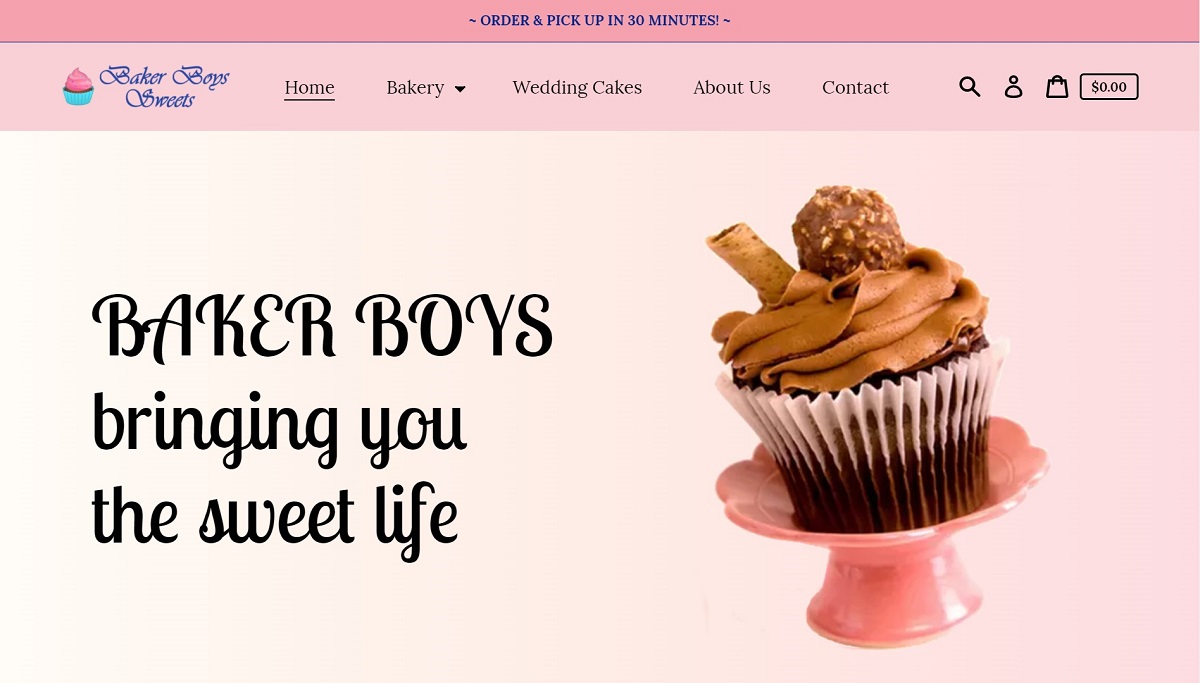 ~ ORDER & PICK UP IN 30 MINUTES! ~
Baker Boys
Sweets
Home
Bakery
Wedding Cakes
About Us
Contact
$0.00
BAKER BOYS
bringing you
the sweet life